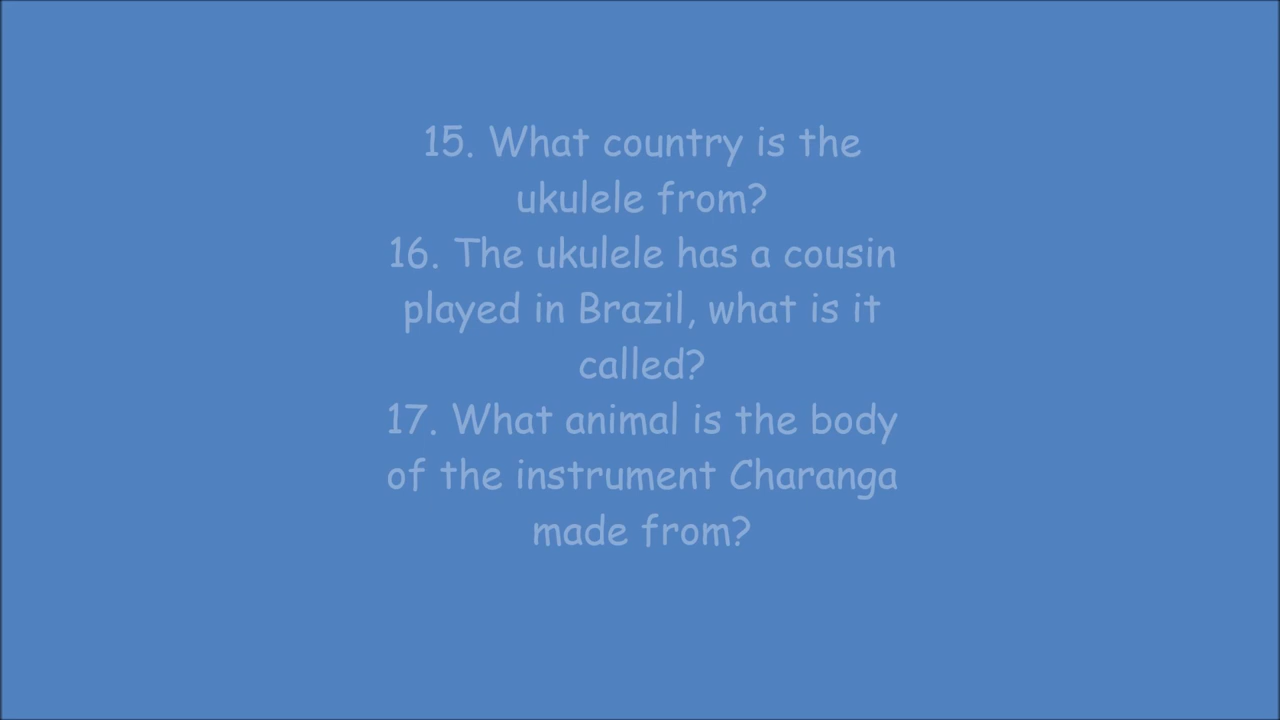 15. What country is the
ukulele from?
16. The ukulele has a cousin
played in Brazil, what is it
called?
17. What animal is the body
of the instrument Charanga
made from?